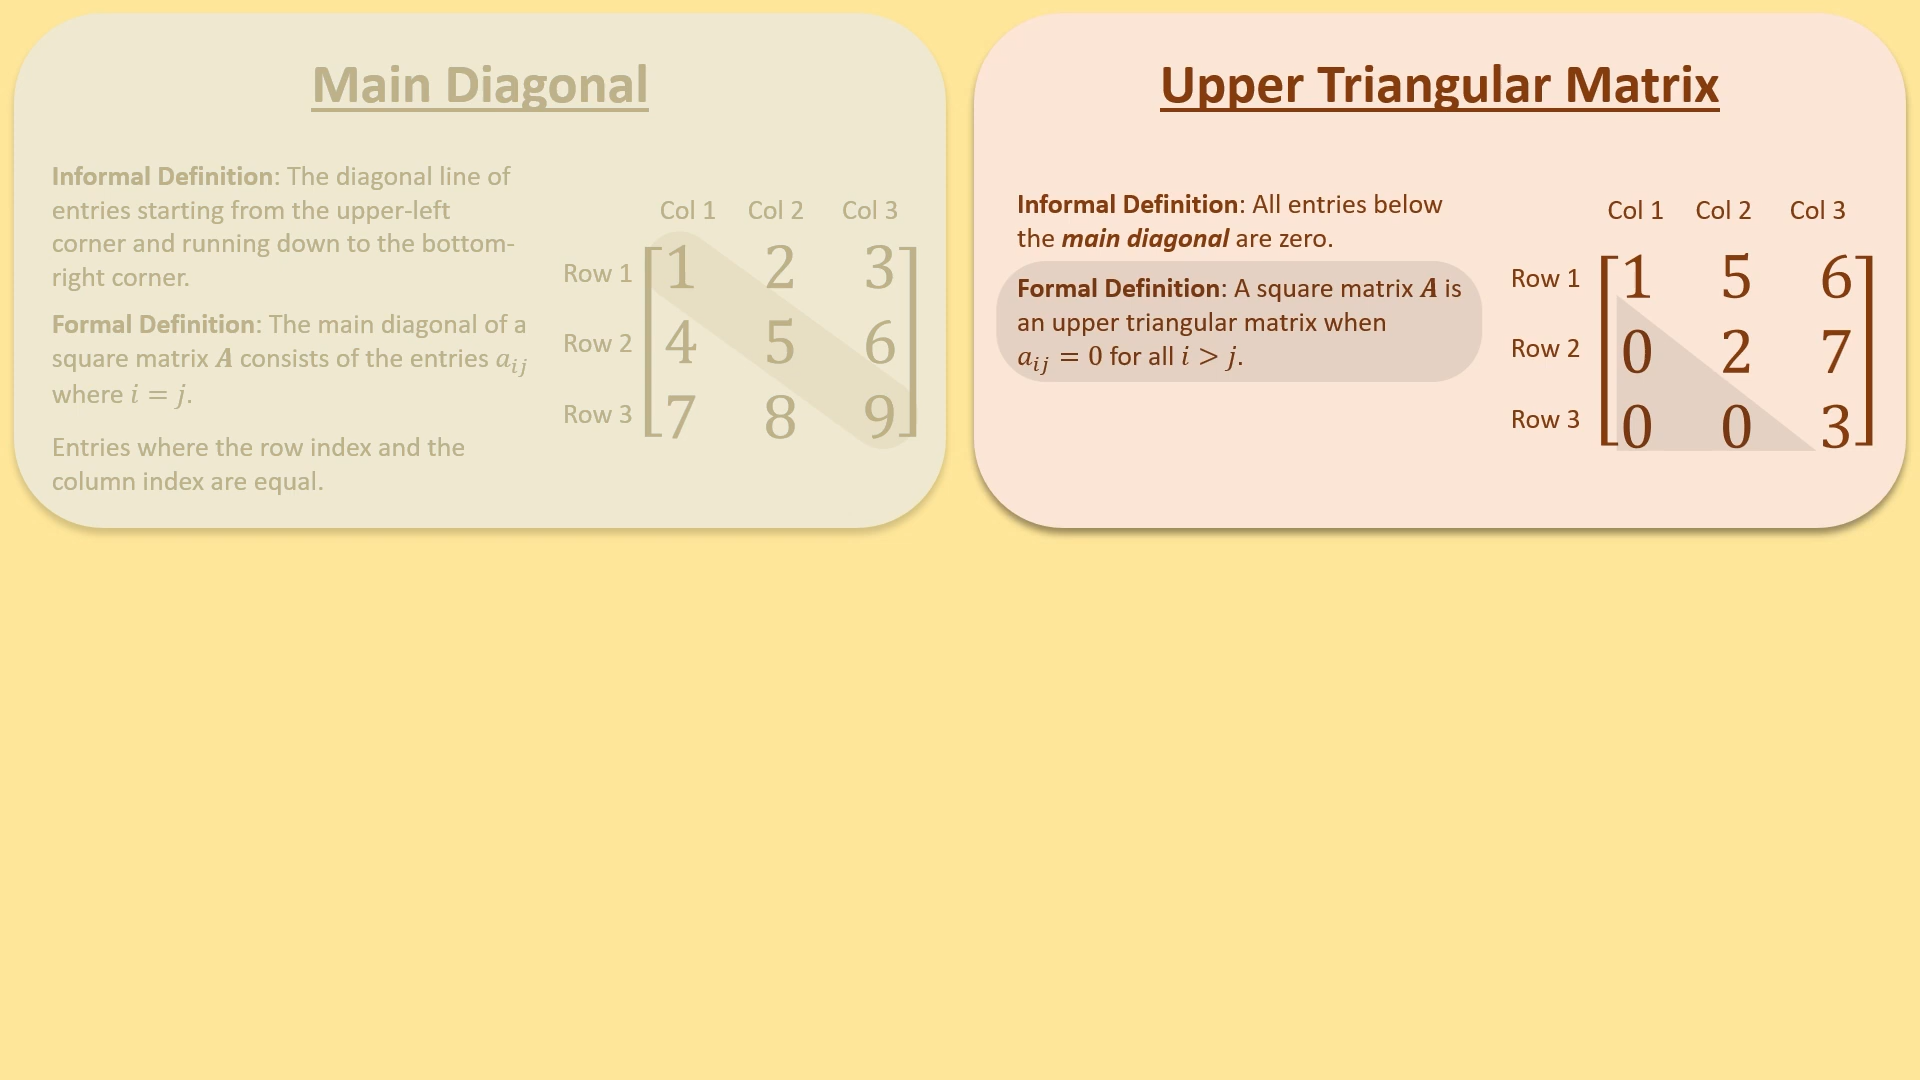 Main Diagonal
Informal Definition: The diagonal line of
entries starting from the upper-left
corner and running down to the bottom-
right corner.
Formal Definition: The main diagonal of a
square matrix A consists of the entries aᵢⱼ
where i = j.
Entries where the row index and the
column index are equal.
Col 1 Col 2 Col 3
Row 1 [1 2 3]
Row 2 [4 5 6]
Row 3 [7 8 9]
Upper Triangular Matrix
Informal Definition: All entries below
the main diagonal are zero.
Formal Definition: A square matrix A is
an upper triangular matrix when
aᵢⱼ = 0 for all i > j.
Col 1 Col 2 Col 3
Row 1 [1 5 6]
Row 2 [0 2 7]
Row 3 [0 0 3]